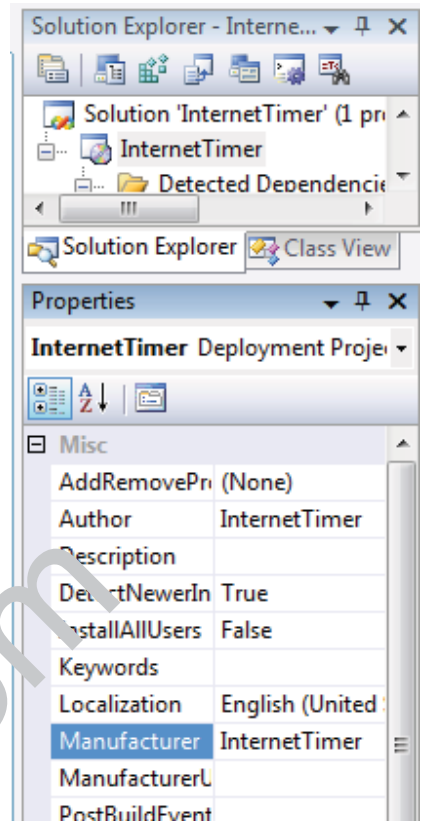 Solution Explorer - Interne...
Solution 'InternetTimer' (1 pr
InternetTimer
Detected Dependencie
Solution Explorer Class View
Properties
InternetTimer Deployment Proje
A
Z
Misc
AddRemovePr (None)
Author InternetTimer
Description
DetectNewerIn True
InstallAllUsers False
Keywords
Localization English (United
Manufacturer InternetTimer
ManufacturerU
PostBuildEvent
om